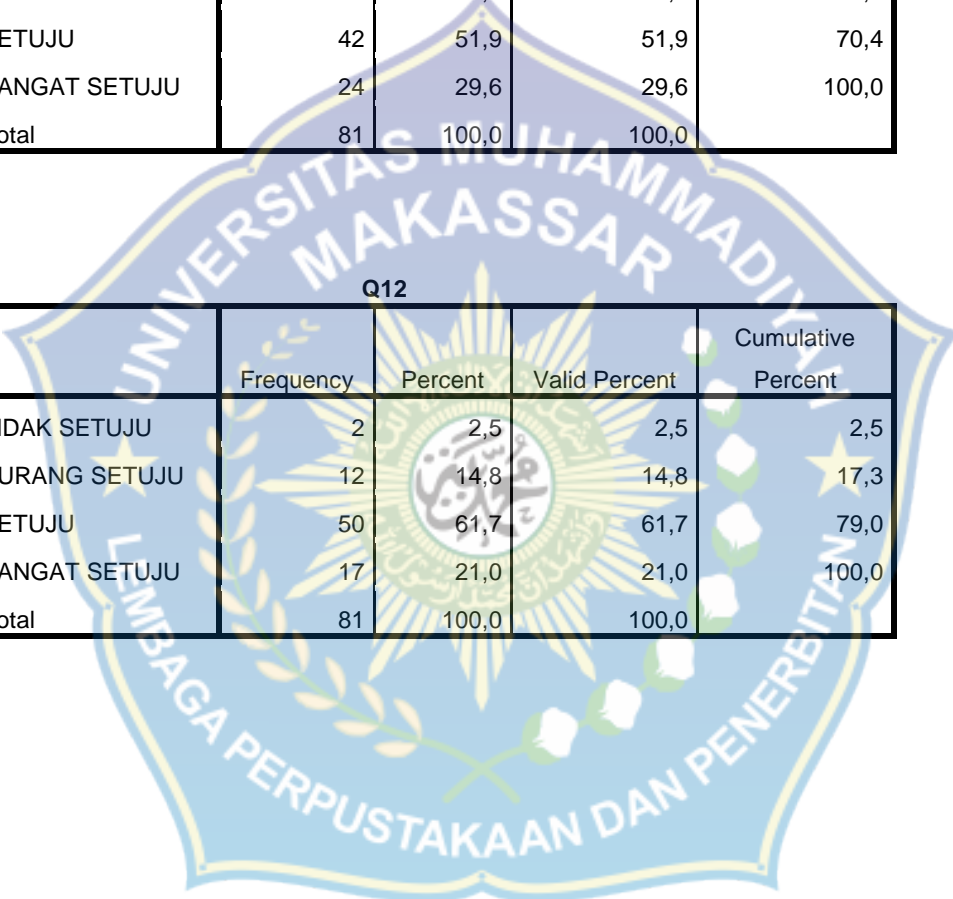 ETUJU 42 51,9 51,9 70,4
ANGAT SETUJU 24 29,6 29,6 100,0
otal 81 100,0 100,0
UNIVERSITAS MUHAMMADIYAH
MAKASSAR
Q12
Cumulative
Frequency Percent Valid Percent Percent
IDAK SETUJU 2 2,5 2,5 2,5
URANG SETUJU 12 14,8 14,8 17,3
ETUJU 50 61,7 61,7 79,0
ANGAT SETUJU 17 21,0 21,0 100,0
otal 81 100,0 100,0
LEMBAGA PERPUSTAKAAN DAN PENERBITAN